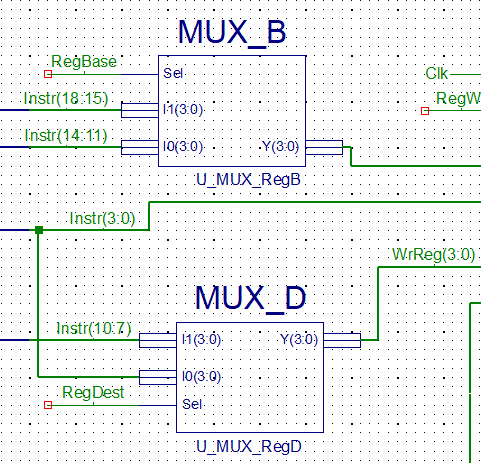 MUX_B
RegBase
Sel
Clk
Instr(18:15)
I1(3:0)
RegW
Instr(14:11)
I0(3:0)
Y(3:0)
U_MUX_RegB
Instr(3:0)
WrReg(3:0)
MUX_D
Instr(10:7)
I1(3:0)
Y(3:0)
I0(3:0)
RegDest
Sel
U_MUX_RegD